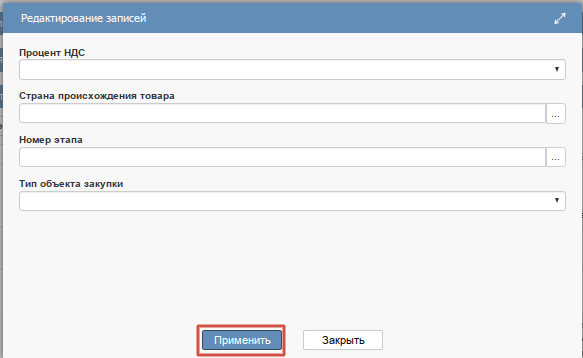 Редактирование записей
Процент НДС
Страна происхождения товара
...
Номер этапа
...
Тип объекта закупки
Применить Закрыть